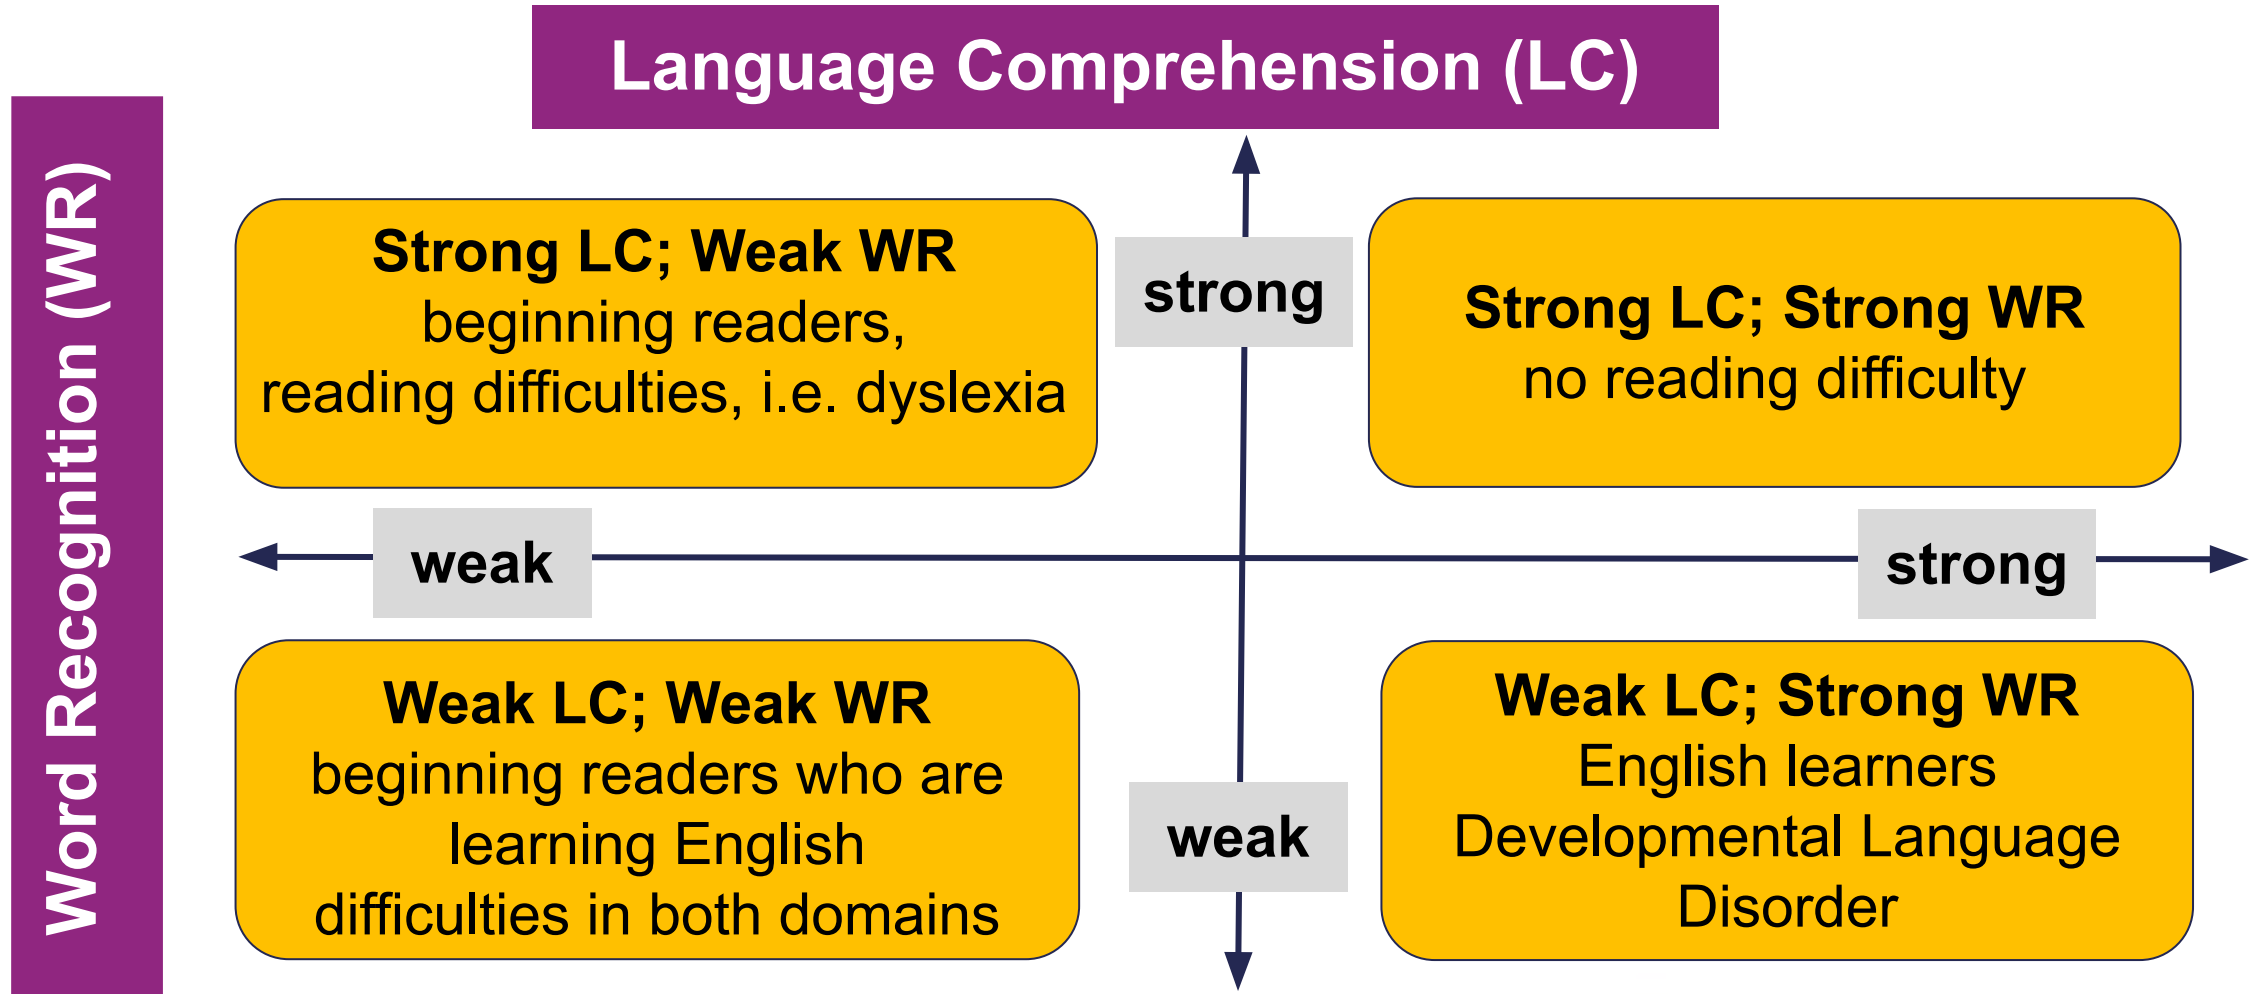 Language Comprehension (LC)
Word Recognition (WR)
Strong LC; Weak WR
beginning readers,
reading difficulties, i.e. dyslexia
strong
Strong LC; Strong WR
no reading difficulty
weak
strong
Weak LC; Weak WR
beginning readers who are
learning English
difficulties in both domains
weak
Weak LC; Strong WR
English learners
Developmental Language
Disorder